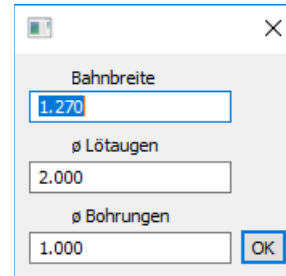 Bahnbreite
1.270
ø Lötaugen
2.000
ø Bohrungen
1.000 OK